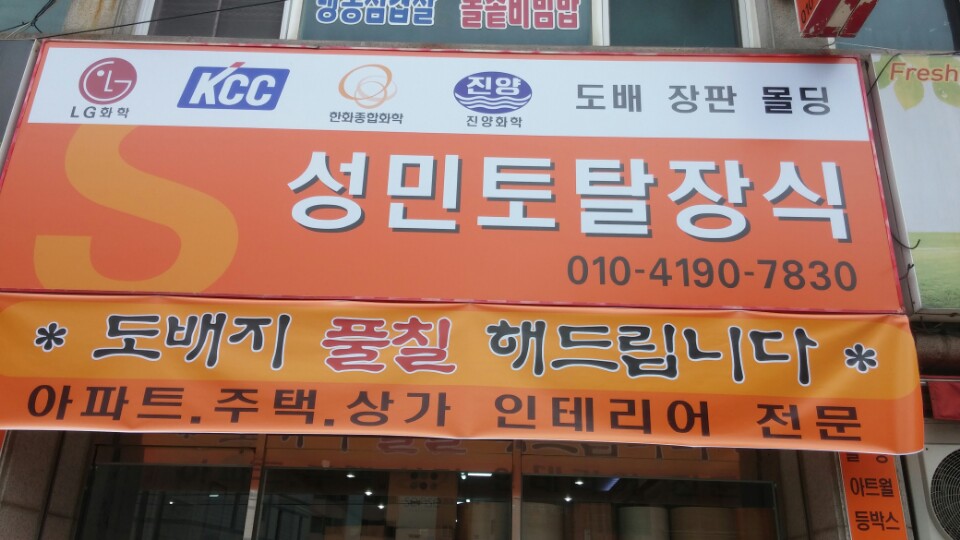 행농삼겹살 돌솥비빔밥
LG화학 KCC 한화종합화학 진양 진양화학 도배 장판 몰딩
Fresh
S
성민토탈장식
010-4190-7830
* 도배지 풀칠 해드립니다 *
아파트.주택.상가 인테리어 전문
아트월
등박스